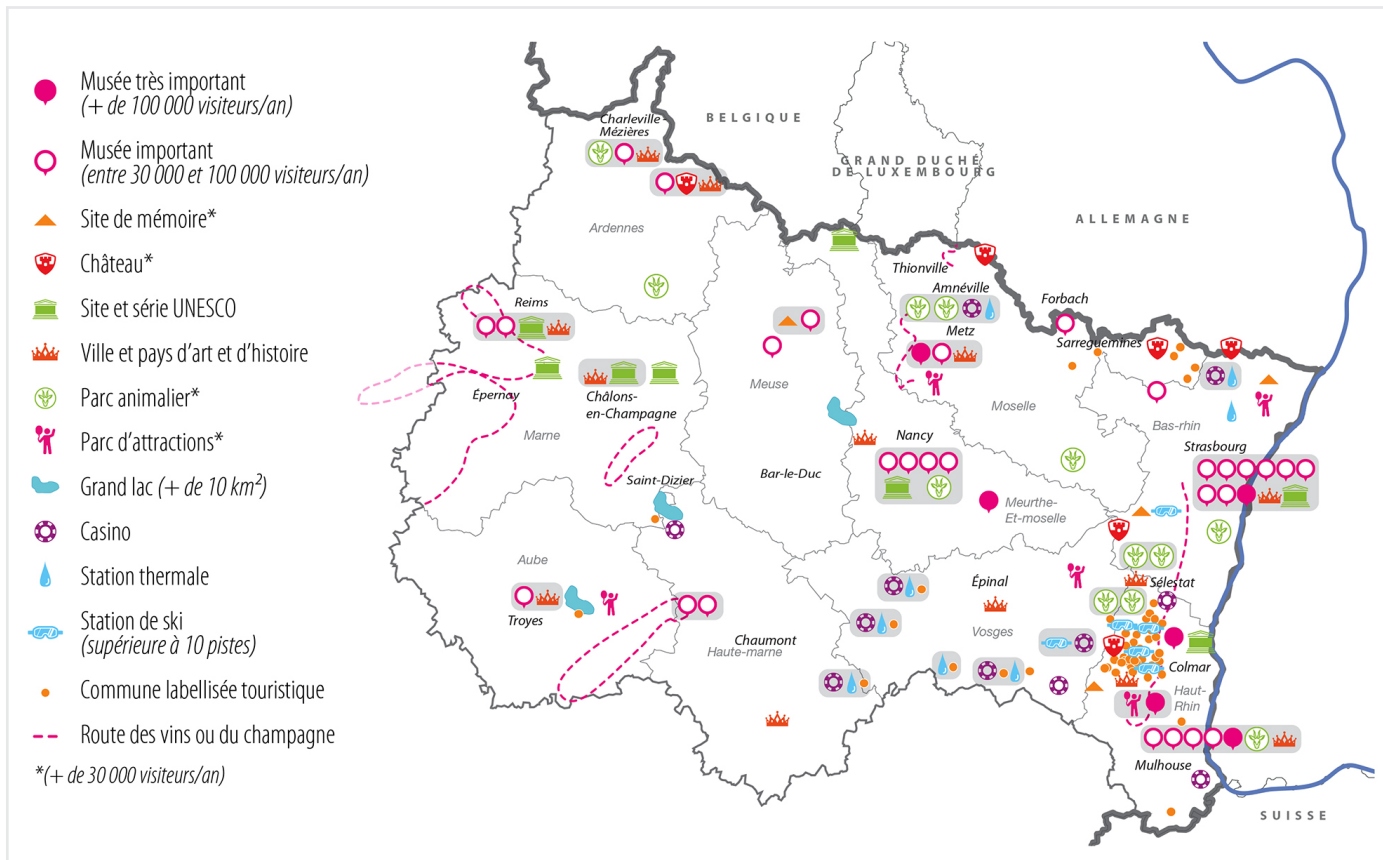 Musée très important
(+ de 100 000 visiteurs/an)
Musée important
(entre 30 000 et 100 000 visiteurs/an)
Site de mémoire*
Château*
Site et série UNESCO
Ville et pays d'art et d'histoire
Parc animalier*
Parc d'attractions*
Grand lac (+ de 10 km²)
Casino
Station thermale
Station de ski
(supérieure à 10 pistes)
Commune labellisée touristique
Route des vins ou du champagne
*(+ de 30 000 visiteurs/an)
BELGIQUE
Charleville-
Mézières
GRAND DUCHÉ
DE LUXEMBOURG
ALLEMAGNE
Ardennes
Thionville
Amnéville
Forbach
Reims
Metz
Sarreguemines
Meuse
Moselle
Épernay
Châlons-
en-Champagne
Bas-rhin
Marne
Nancy
Strasbourg
Bar-le-Duc
Saint-Dizier
Meurthe-
Et-moselle
Aube
Épinal
Sélestat
Troyes
Vosges
Chaumont
Haute-marne
Colmar
Haut-
Rhin
Mulhouse
SUISSE